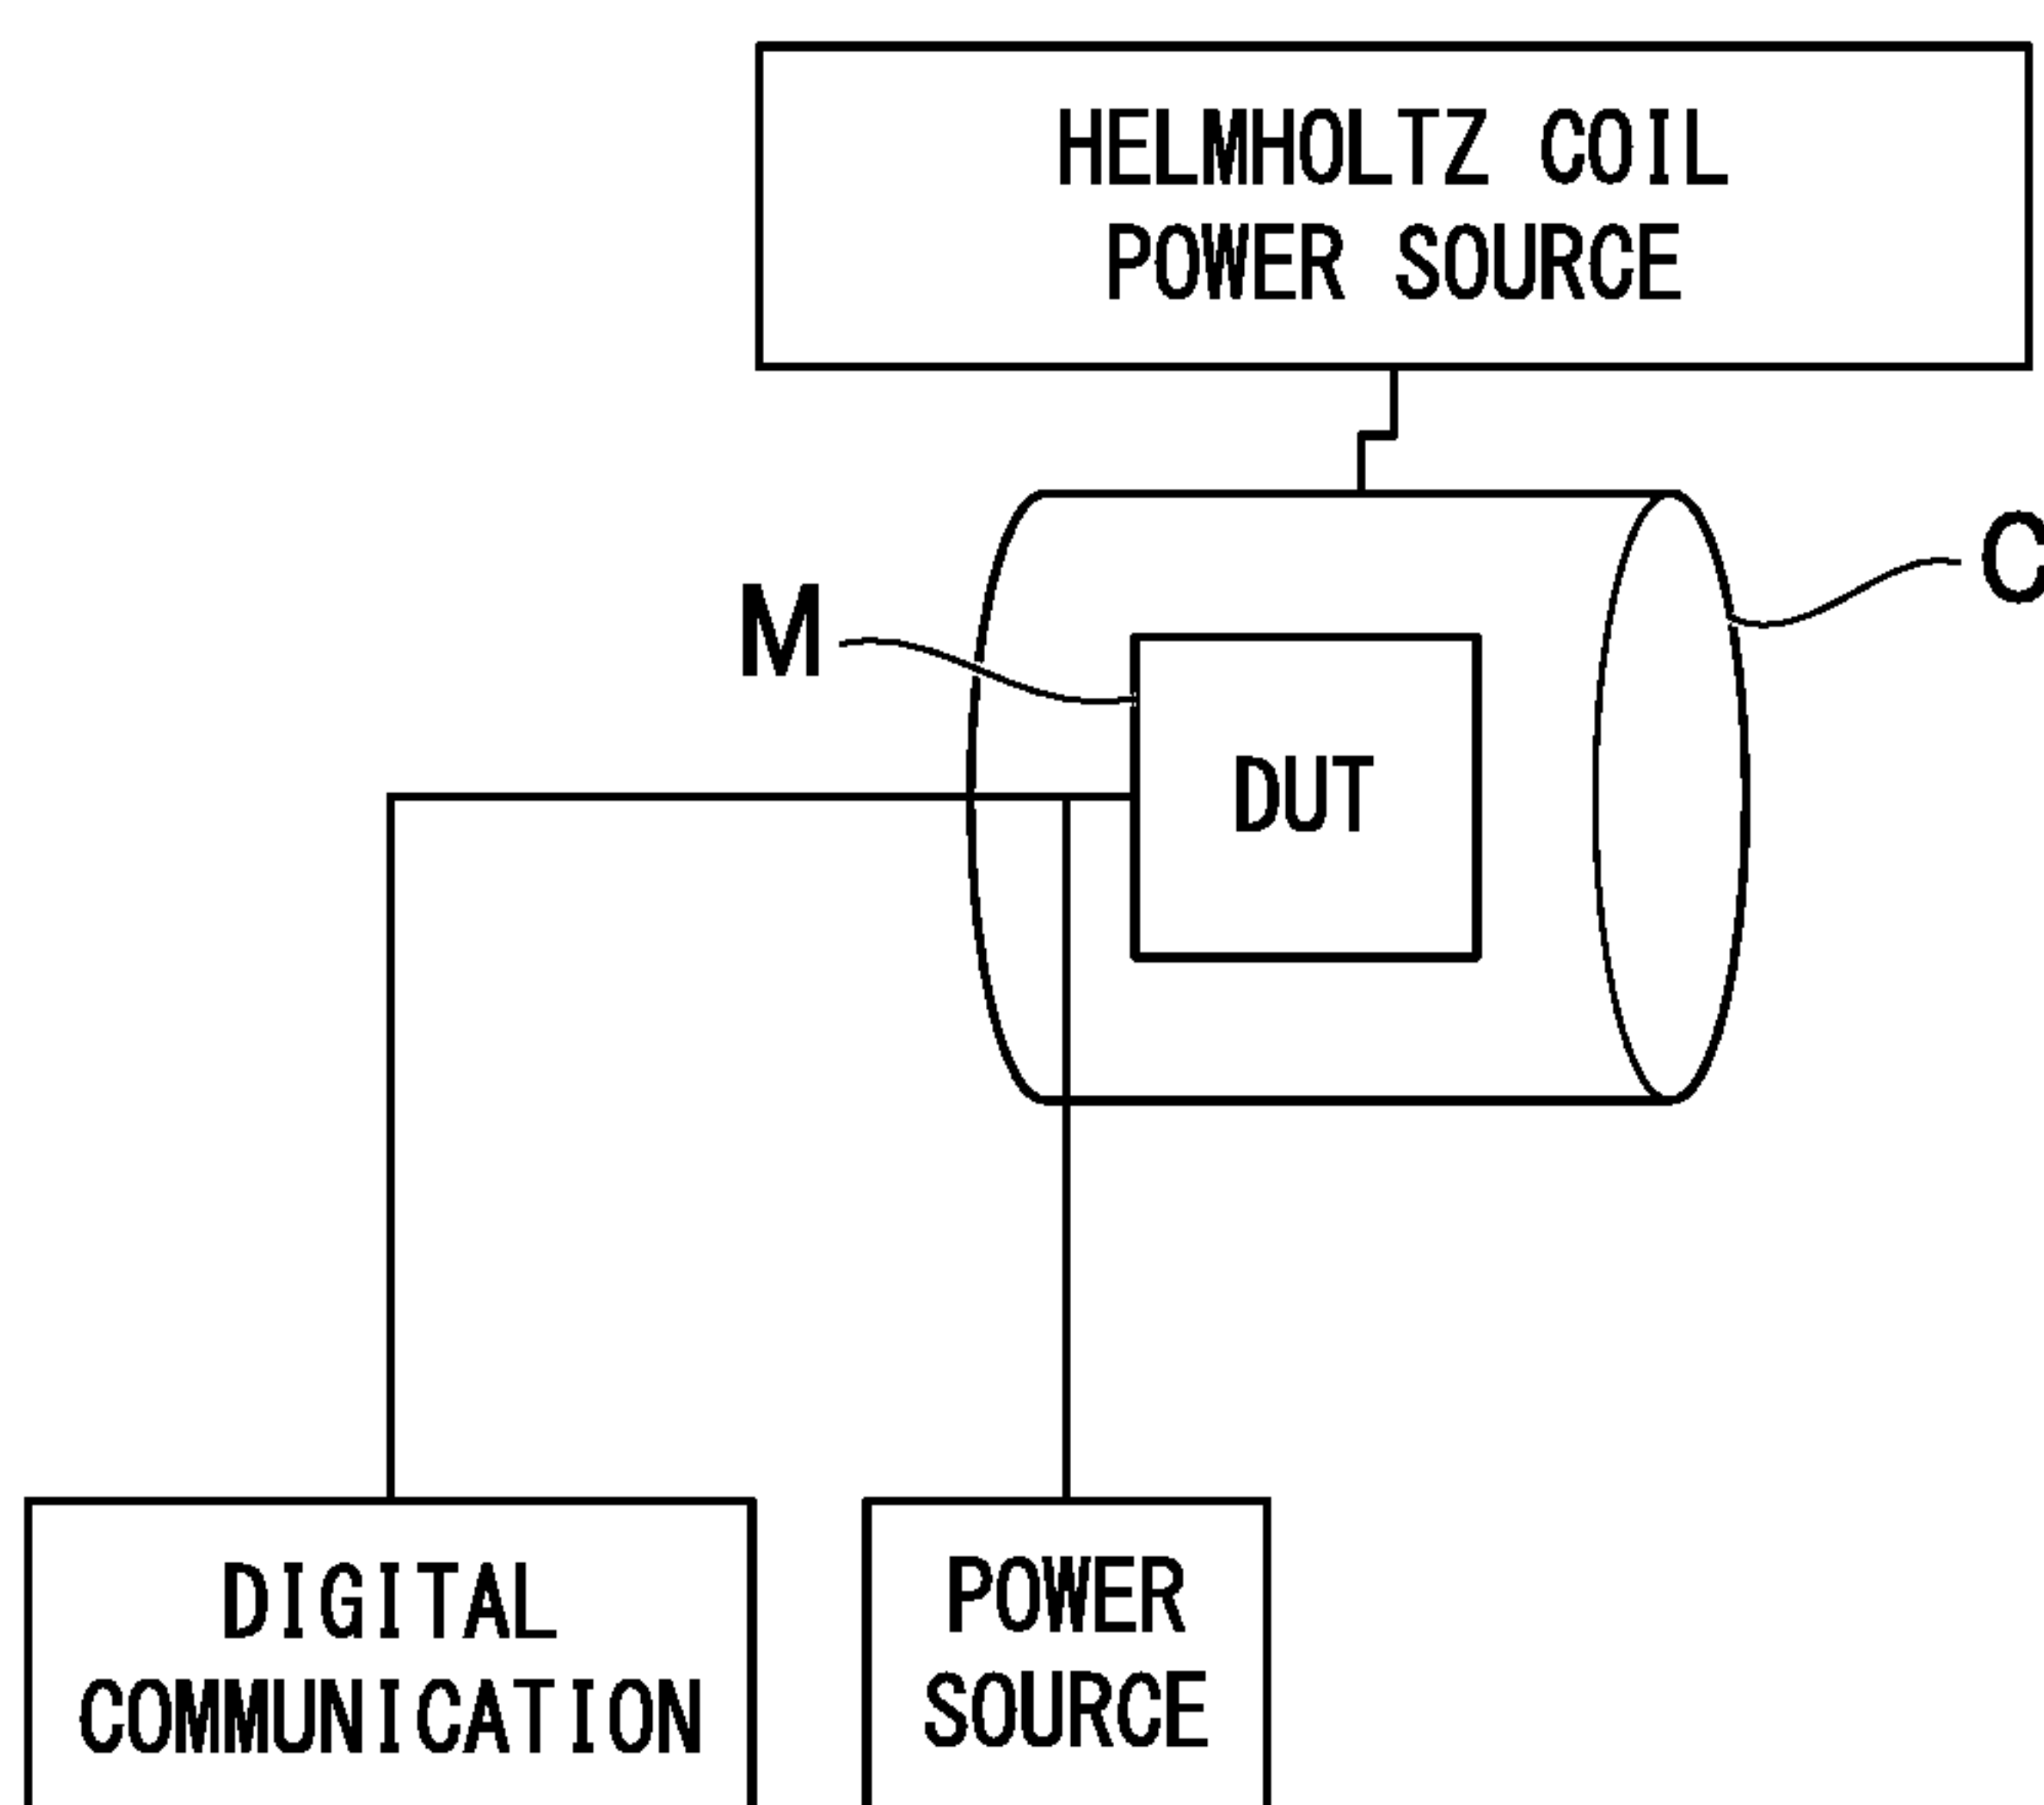 HELMHOLTZ COIL
POWER SOURCE
C
M
DUT
DIGITAL
COMMUNICATION
POWER
SOURCE